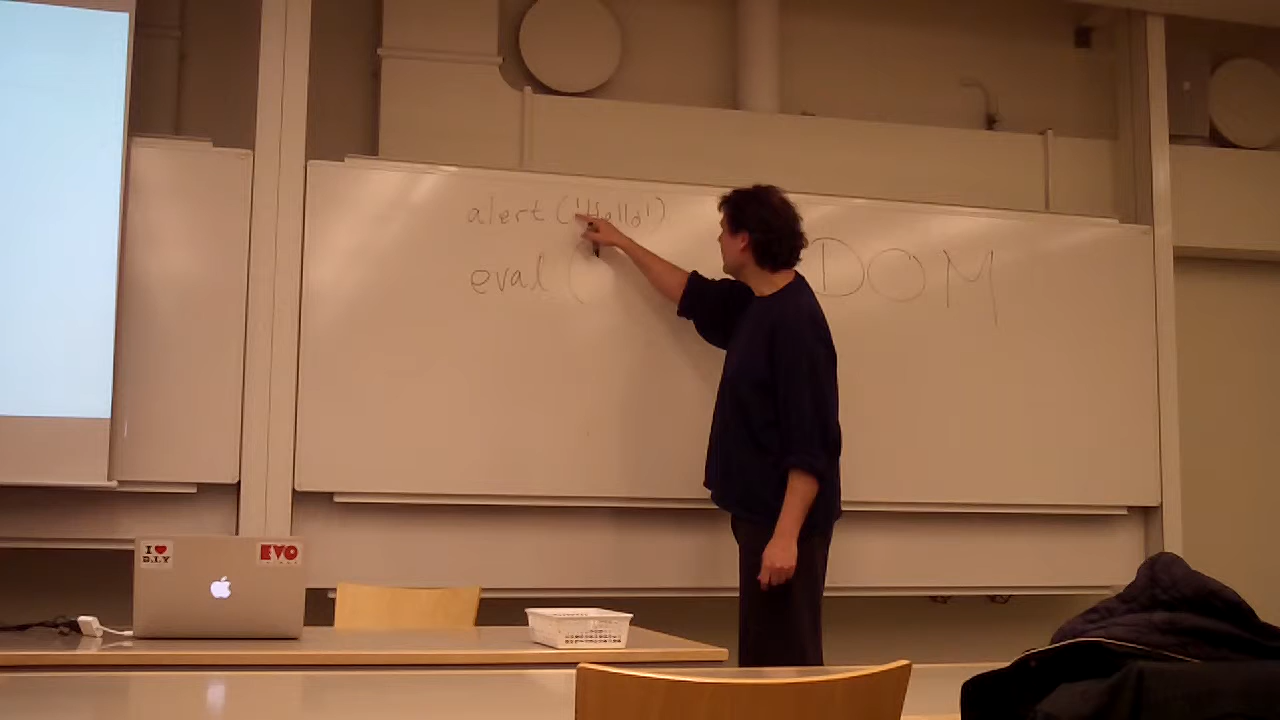 alert ('Hello')
eval (
DOM
I ♥
D.I.Y
EVO